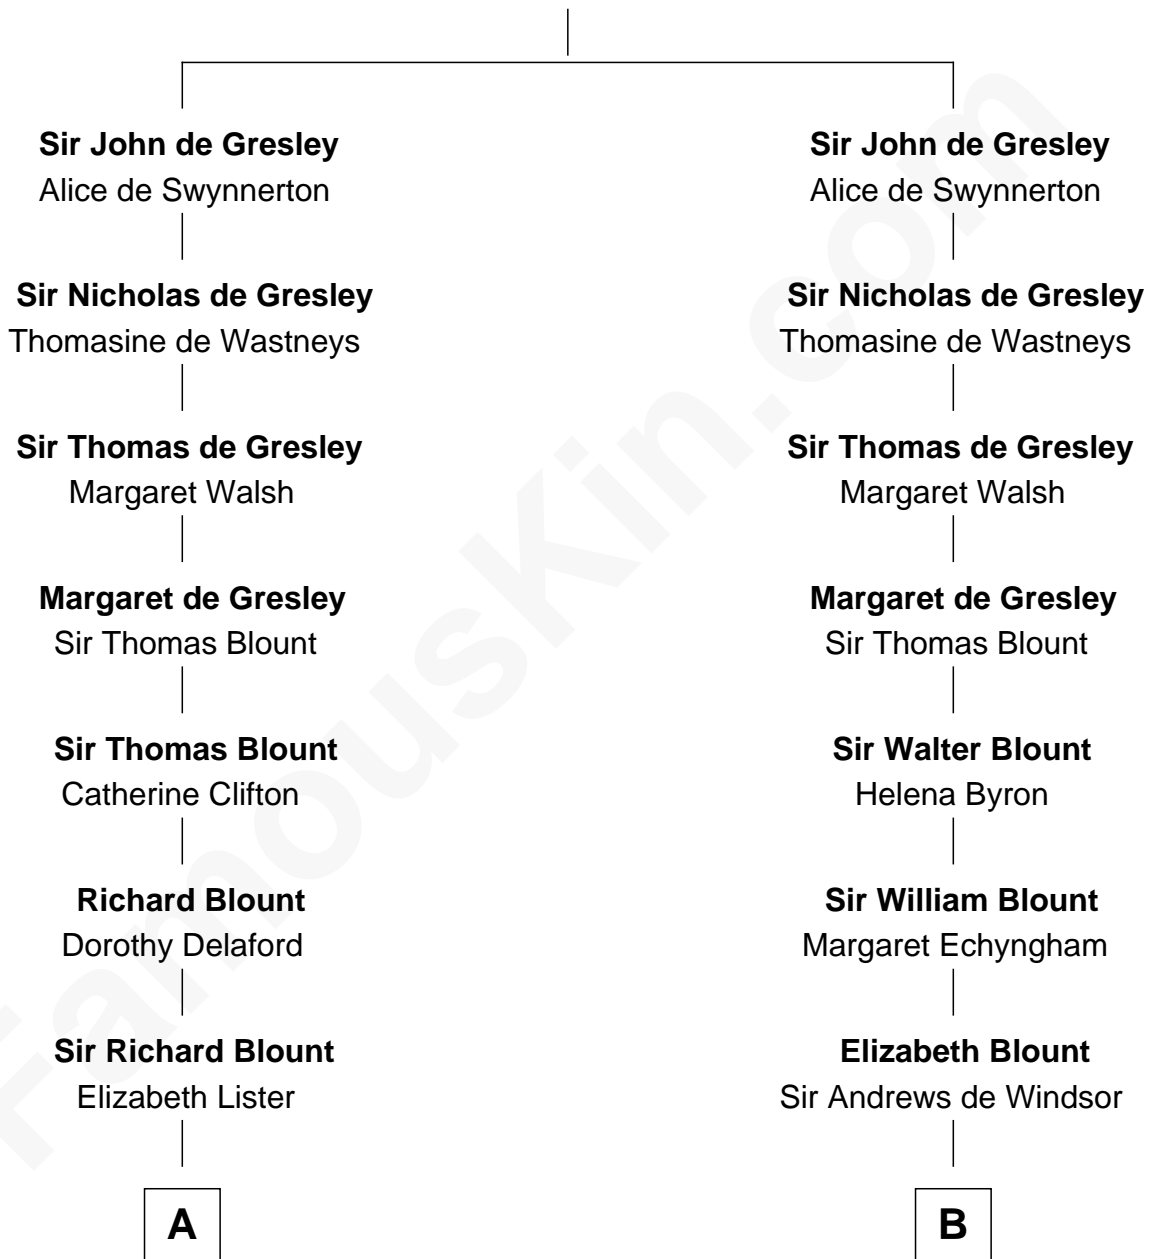 Sir John de Gresley
Alice de Swynnerton
Sir Nicholas de Gresley
Thomasine de Wastneys
Sir Thomas de Gresley
Margaret Walsh
Margaret de Gresley
Sir Thomas Blount
Sir Thomas Blount
Catherine Clifton
Richard Blount
Dorothy Delaford
Sir Richard Blount
Elizabeth Lister
A
Sir John de Gresley
Alice de Swynnerton
Sir Nicholas de Gresley
Thomasine de Wastneys
Sir Thomas de Gresley
Margaret Walsh
Margaret de Gresley
Sir Thomas Blount
Sir Walter Blount
Helena Byron
Sir William Blount
Margaret Echyngham
Elizabeth Blount
Sir Andrews de Windsor
B
FamousKin.com